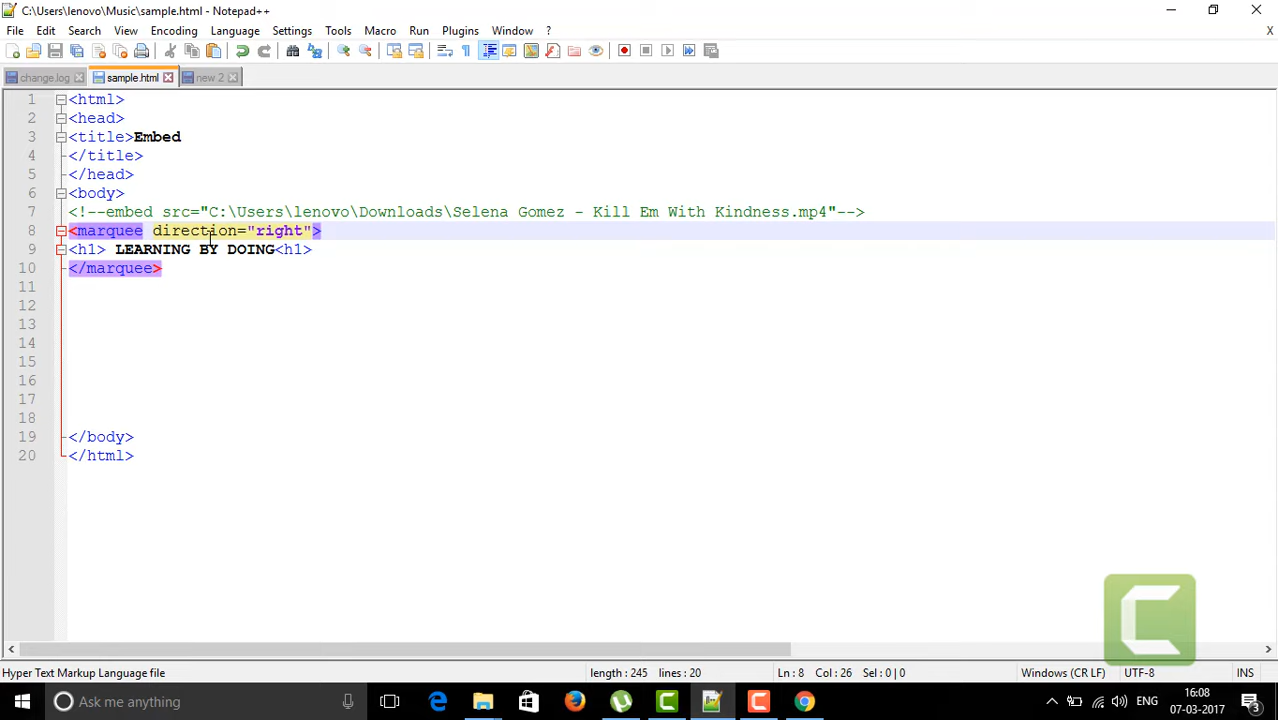 C:\Users\lenovo\Music\sample.html - Notepad++
File Edit Search View Encoding Language Settings Tools Macro Run Plugins Window ?
X
change.log sample.html new 2
1 <html>
2 <head>
3 <title>Embed
4 </title>
5 </head>
6 <body>
7 <!--embed src="C:\Users\lenovo\Downloads\Selena Gomez - Kill Em With Kindness.mp4"-->
8 <marquee direction="right">
9 <h1> LEARNING BY DOING<h1>
10 </marquee>
11
12
13
14
15
16
17
18
19 </body>
20 </html>
Hyper Text Markup Language file length : 245 lines : 20 Ln : 8 Col : 26 Sel : 0 | 0 Windows (CR LF) UTF-8 INS
Ask me anything ENG 16:08
07-03-2017 3